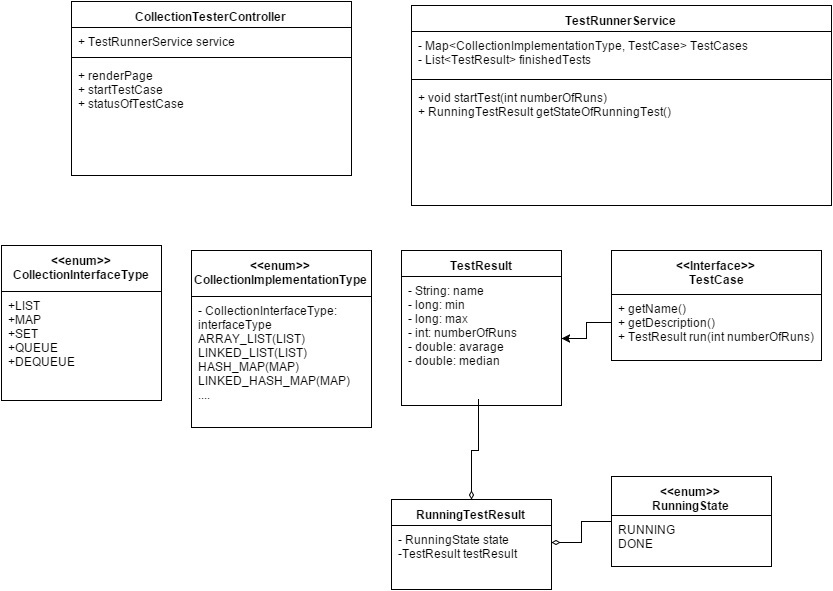 CollectionTesterController
+ TestRunnerService service
+ renderPage
+ startTestCase
+ statusOfTestCase
TestRunnerService
- Map<CollectionImplementationType, TestCase> TestCases
- List<TestResult> finishedTests
+ void startTest(int numberOfRuns)
+ RunningTestResult getStateOfRunningTest()
<<enum>>
CollectionInterfaceType
+LIST
+MAP
+SET
+QUEUE
+DEQUEUE
<<enum>>
CollectionImplementationType
- CollectionInterfaceType:
interfaceType
ARRAY_LIST(LIST)
LINKED_LIST(LIST)
HASH_MAP(MAP)
LINKED_HASH_MAP(MAP)
....
TestResult
- String: name
- long: min
- long: max
- int: numberOfRuns
- double: avarage
- double: median
<<Interface>>
TestCase
+ getName()
+ getDescription()
+ TestResult run(int numberOfRuns)
RunningTestResult
- RunningState state
-TestResult testResult
<<enum>>
RunningState
RUNNING
DONE